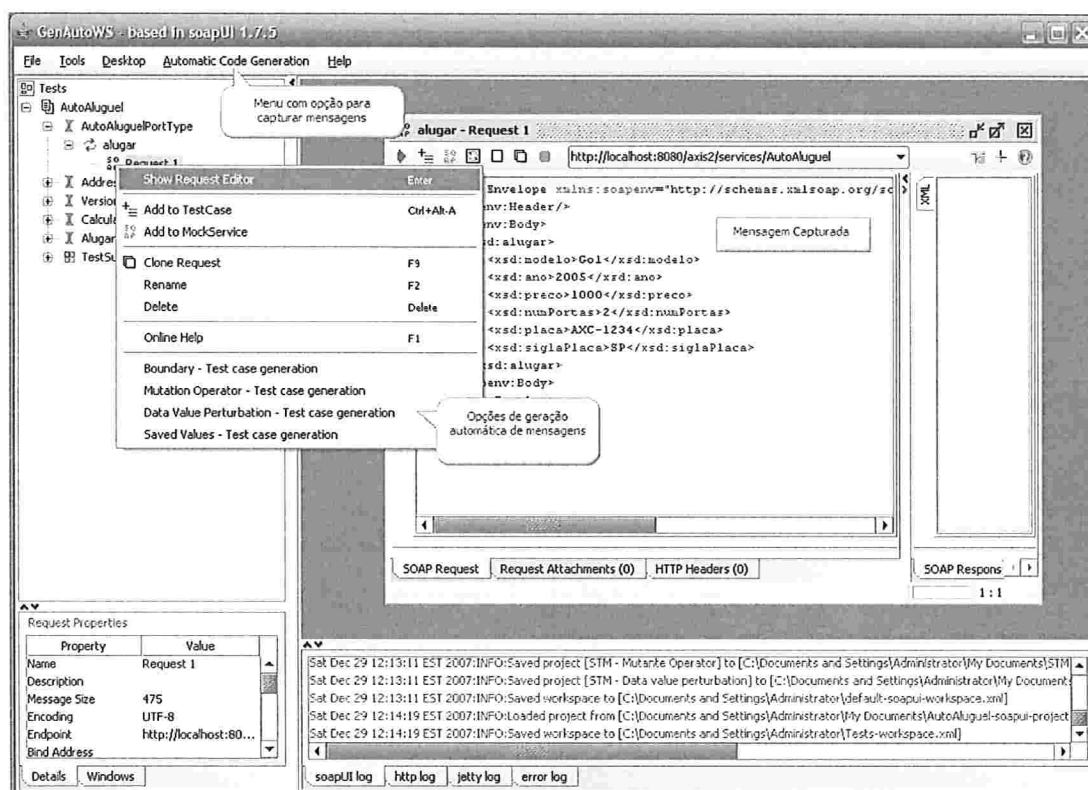 GenAutoWS - based in soapUI 1.7.5
File Tools Desktop Automatic Code Generation Help
Tests
AutoAluguel
AutoAluguelPortType
alugar
Request 1
Addre
Version
Calcula
Alugar
TestSu
Menu com opção para
capturar mensagens
Show Request Editor Enter
Add to TestCase Ctrl+Alt-A
Add to MockService
Clone Request F9
Rename F2
Delete Delete
Online Help F1
Boundary - Test case generation
Mutation Operator - Test case generation
Data Value Perturbation - Test case generation
Saved Values - Test case generation
Opções de geração
automática de mensagens
alugar - Request 1
http://localhost:8080/axis2/services/AutoAluguel
Envelope xmlns:soapenv="http://schemas.xmlsoap.org/so
env:Header/>
env:Body>
d:alugar>
<xsd:modelo>Gol</xsd:modelo>
<xsd:ano>2005</xsd:ano>
<xsd:preco>1000</xsd:preco>
<xsd:numPortas>2</xsd:numPortas>
<xsd:placa>AXC-1234</xsd:placa>
<xsd:siglaPlaca>SP</xsd:siglaPlaca>
sd:alugar>
env:Body>
Mensagem Capturada
XML
SOAP Request Request Attachments (0) HTTP Headers (0)
SOAP Respons
1 : 1
Request Properties
Property Value
Name Request 1
Description
Message Size 475
Encoding UTF-8
Endpoint http://localhost:80...
Bind Address
Details Windows
Sat Dec 29 12:13:11 EST 2007:INFO:Saved project [STM - Mutante Operator] to [C:\Documents and Settings\Administrator\My Documents\STM
Sat Dec 29 12:13:11 EST 2007:INFO:Saved project [STM - Data value perturbation] to [C:\Documents and Settings\Administrator\My Document
Sat Dec 29 12:13:11 EST 2007:INFO:Saved workspace to [C:\Documents and Settings\Administrator\default-soapui-workspace.xml]
Sat Dec 29 12:14:19 EST 2007:INFO:Loaded project from [C:\Documents and Settings\Administrator\My Documents\AutoAluguel-soapui-project
Sat Dec 29 12:14:19 EST 2007:INFO:Saved workspace to [C:\Documents and Settings\Administrator\Tests-workspace.xml]
soapUI log http log jetty log error log